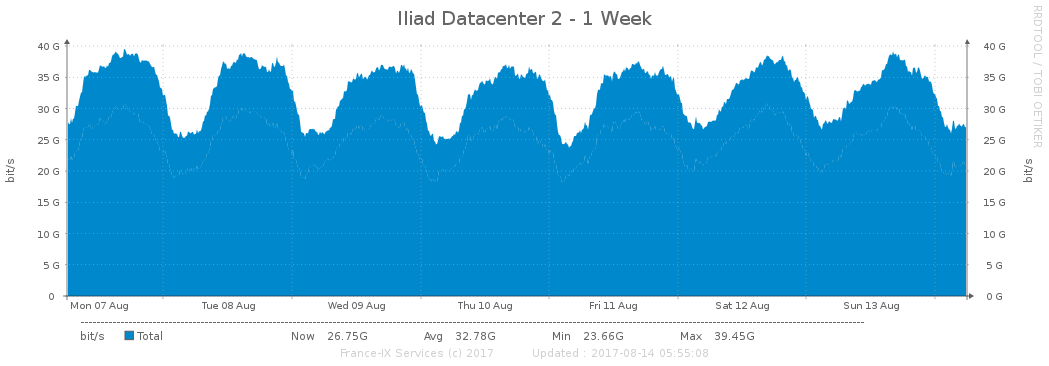 Iliad Datacenter 2 - 1 Week
RRDTOOL / TOBI OETIKER
bit/s
bit/s
40 G 40 G
35 G 35 G
30 G 30 G
25 G 25 G
20 G 20 G
15 G 15 G
10 G 10 G
5 G 5 G
0 0 G
Mon 07 Aug Tue 08 Aug Wed 09 Aug Thu 10 Aug Fri 11 Aug Sat 12 Aug Sun 13 Aug
bit/s Total Now 26.75G Avg 32.78G Min 23.66G Max 39.45G
France-IX Services (c) 2017 Updated : 2017-08-14 05:55:08